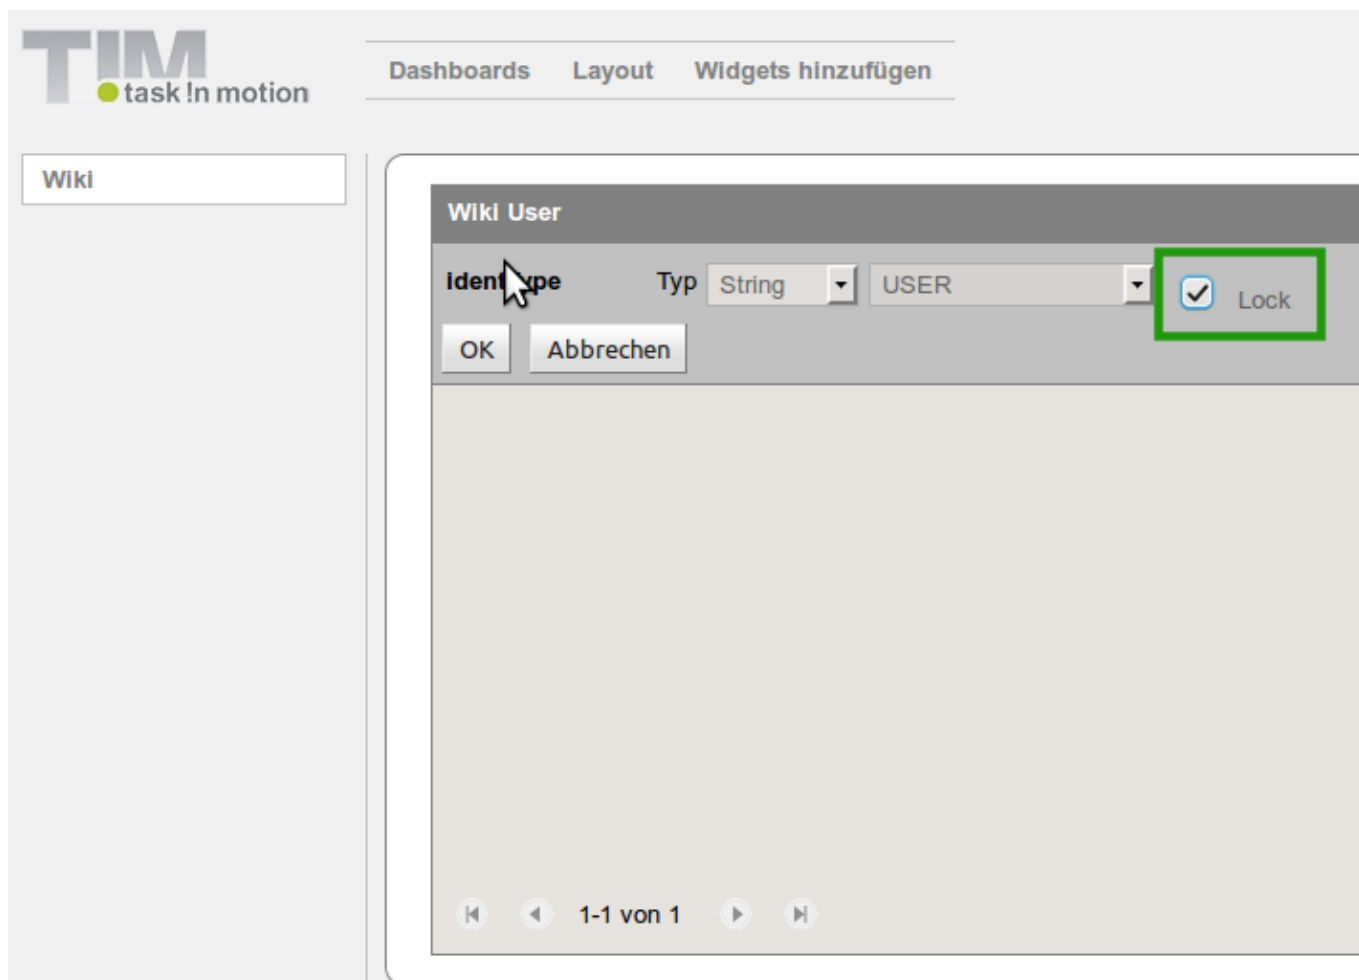 TIM
task !n motion
Dashboards Layout Widgets hinzufügen
Wiki
Wiki User
Typ String USER Lock
OK Abbrechen
1-1 von 1